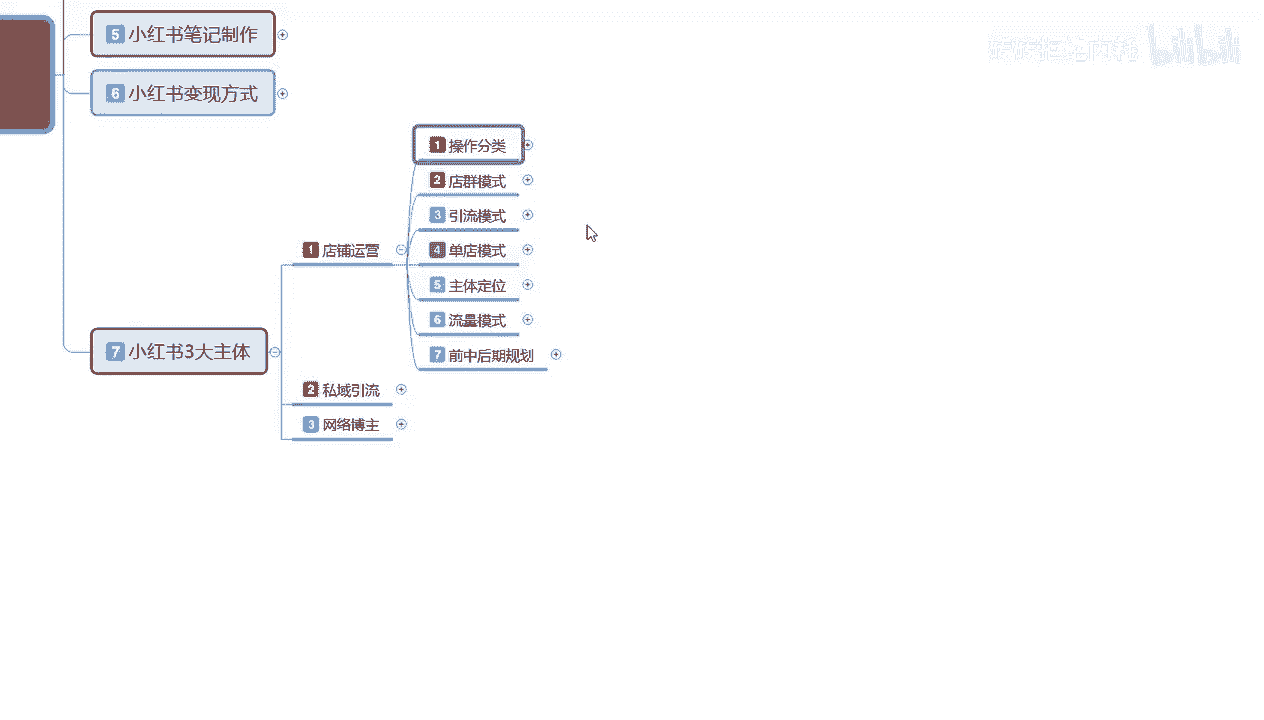 5 小红书笔记制作
6 小红书变现方式
1 操作分类
2 店群模式
3 引流模式
1 店铺运营
4 单店模式
5 主体定位
6 流量模式
7 小红书3大主体
7 前中后期规划
2 私域引流
3 网络博主
bilibili